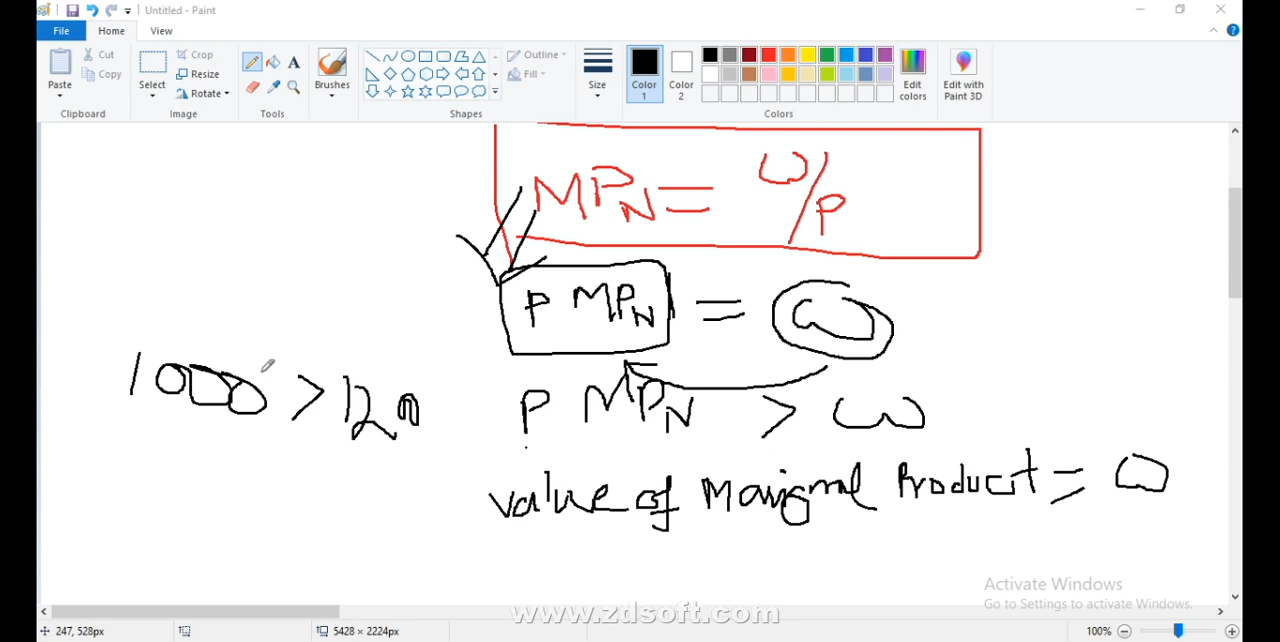 Untitled - Paint
File Home View
Paste Cut Copy Select Crop Resize Rotate A Brushes Outline Fill Size Color 1 Color 2 Edit colors Edit with Paint 3D
Clipboard Image Tools Shapes Colors
MPN = ω/P
P MPN = ω
1000 > 120
P MPN > ω
value of Marginal Product = ω
Activate Windows
Go to Settings to activate Windows.
www.zdsoft.com
247, 528px 5428 × 2224px 100%